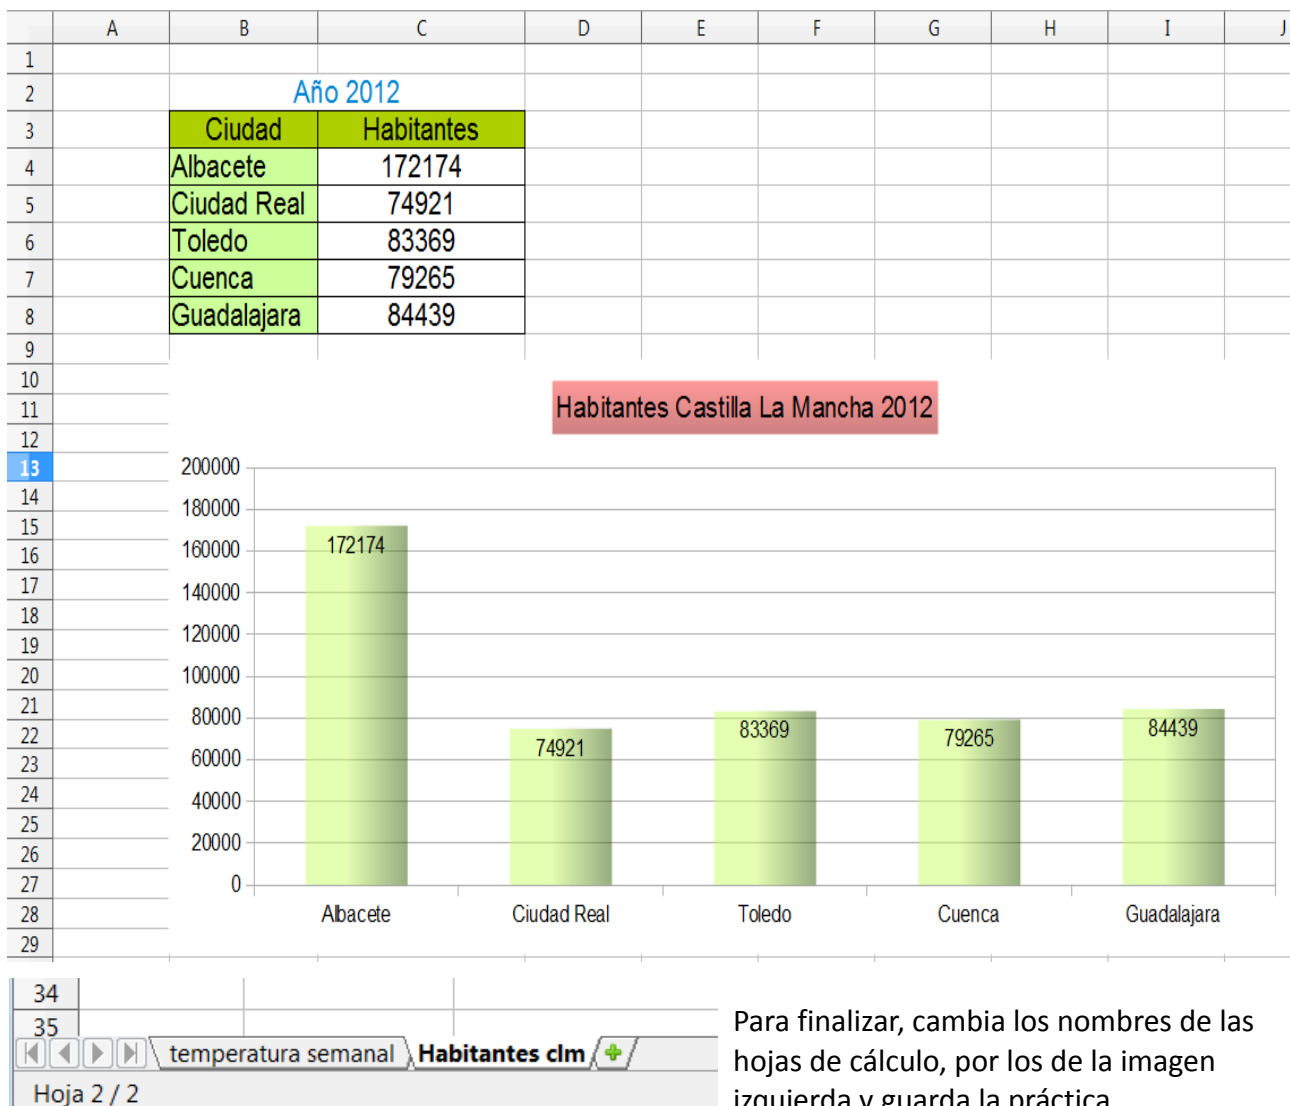 A B C D E F G H I J
1
2 Año 2012
3 Ciudad Habitantes
4 Albacete 172174
5 Ciudad Real 74921
6 Toledo 83369
7 Cuenca 79265
8 Guadalajara 84439
9
10
11 Habitantes Castilla La Mancha 2012
12
13 200000
14 180000
15
16 160000 172174
17 140000
18
19 120000
20 100000
21 80000
22 74921 83369 79265 84439
23 60000
24 40000
25
26 20000
27 0
28 Albacete Ciudad Real Toledo Cuenca Guadalajara
29
34
35
temperatura semanal Habitantes clm
Hoja 2 / 2
Para finalizar, cambia los nombres de las
hojas de cálculo, por los de la imagen
izquierda y guarda la práctica